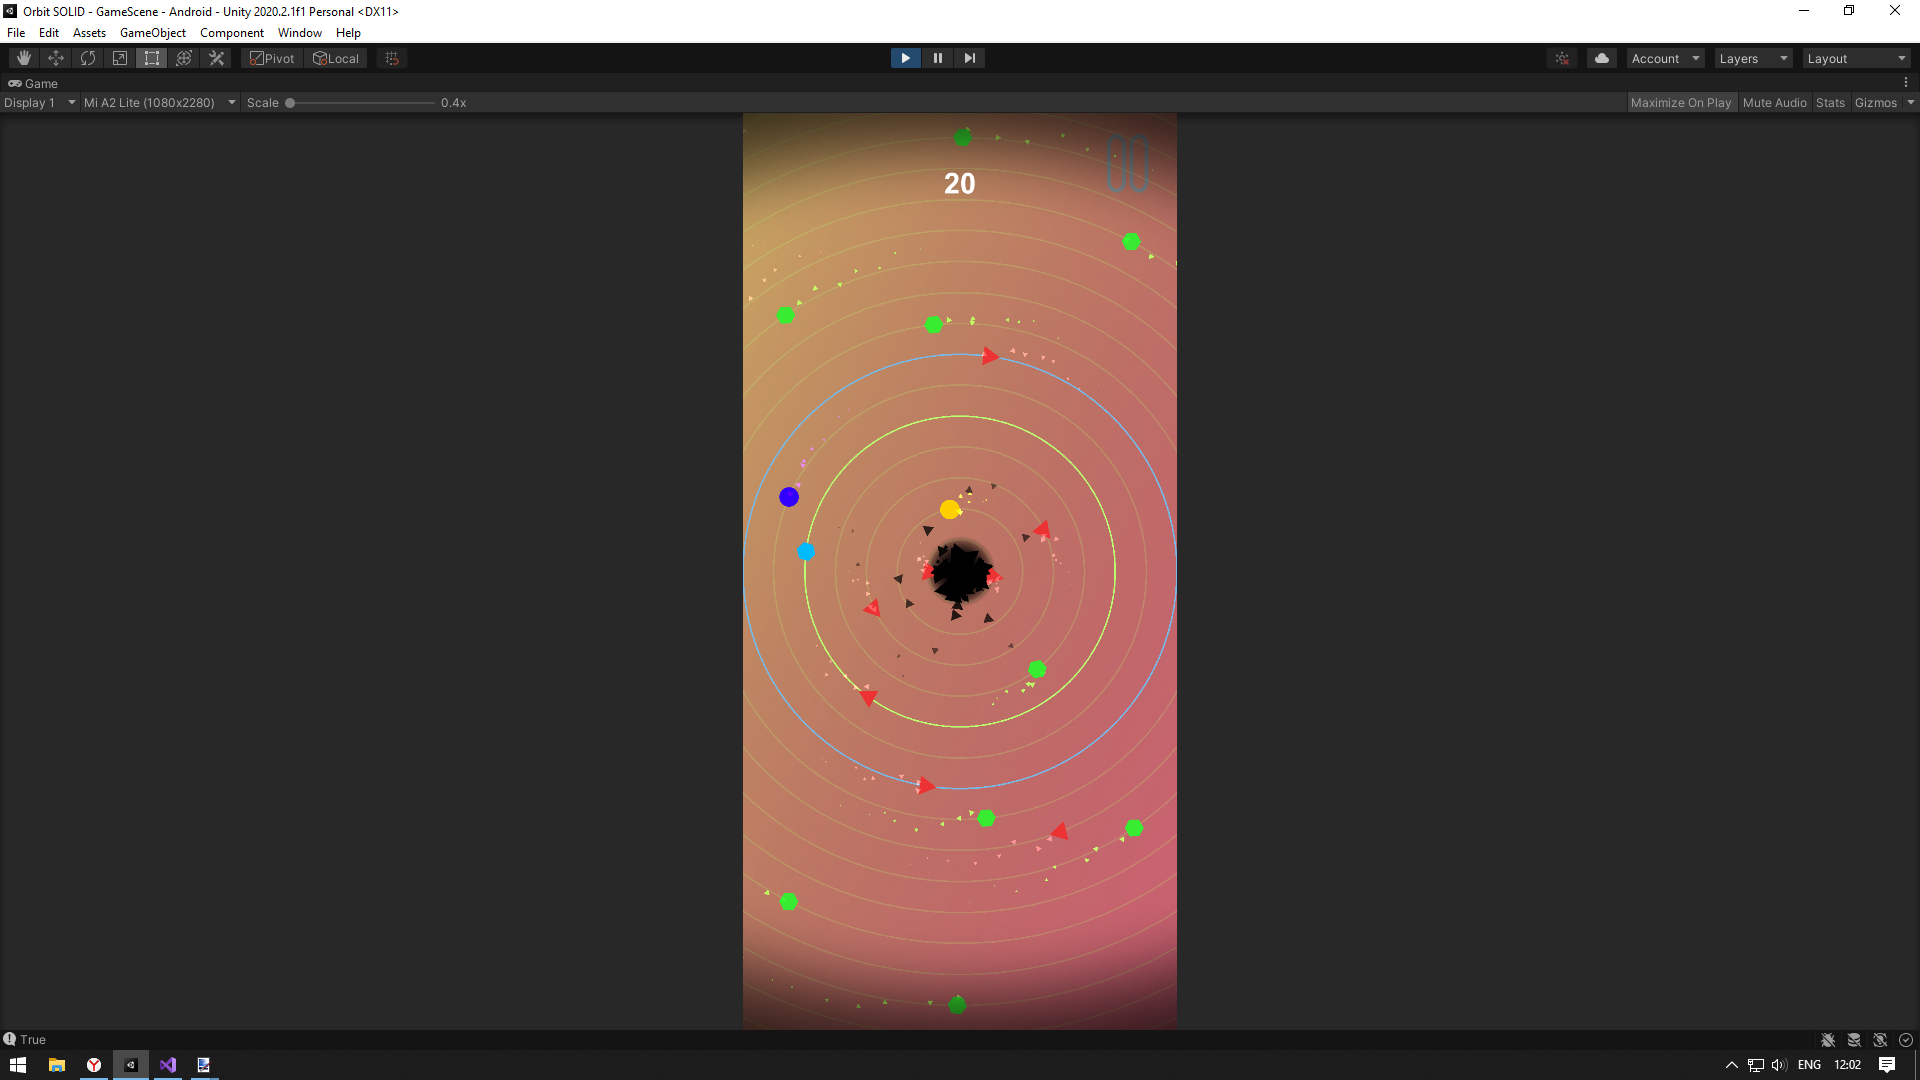 Orbit SOLID - GameScene - Android - Unity 2020.2.1f1 Personal <DX11>
File Edit Assets GameObject Component Window Help
Pivot Local Account Layers Layout
Game
Display 1 Mi A2 Lite (1080x2280) Scale 0.4x Maximize On Play Mute Audio Stats Gizmos
20
True
ENG 12:02